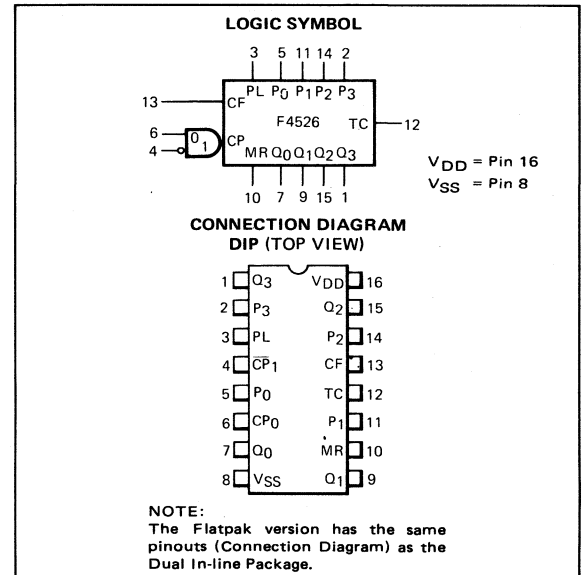 LOGIC SYMBOL
3 5 11 14 2
PL P0 P1 P2 P3
13 CF
F4526
TC 12
6 0 CP
4 1
MR Q0 Q1 Q2 Q3
10 7 9 15 1
VDD = Pin 16
VSS = Pin 8
CONNECTION DIAGRAM
DIP (TOP VIEW)
1 Q3 VDD 16
2 P3 Q2 15
3 PL P2 14
4 C̅P̅1 CF 13
5 P0 TC 12
6 CP0 P1 11
7 Q0 MR 10
8 VSS Q1 9
NOTE:
The Flatpak version has the same
pinouts (Connection Diagram) as the
Dual In-line Package.